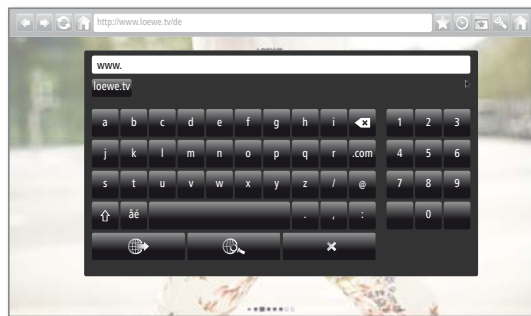 http://www.loewe.tv/de
LOEWE.
www.
loewe.tv
a b c d e f g h i 1 2 3
j k l m n o p q r .com 4 5 6
s t u v w x y z / @ 7 8 9
åé . , : 0